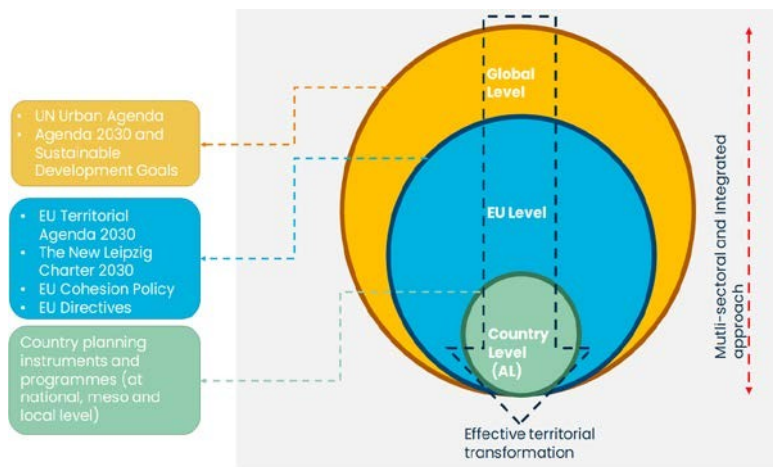 • UN Urban Agenda
• Agenda 2030 and
Sustainable
Development Goals
• EU Territorial
Agenda 2030
• The New Leipzig
Charter 2030
• EU Cohesion Policy
• EU Directives
Country planning
instruments and
programmes (at
national, meso and
local level)
Global
Level
EU Level
Country
Level
(AL)
Effective territorial
transformation
Mutli-sectoral and Integrated
approach